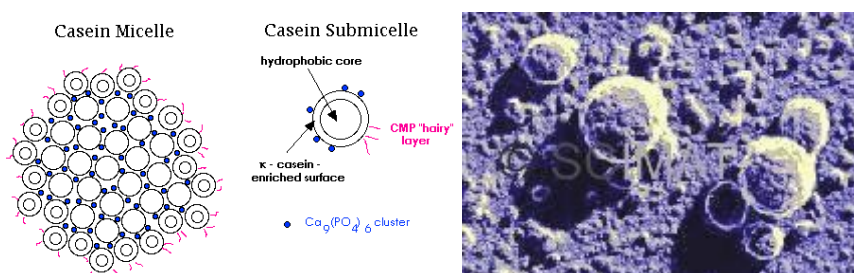 Casein Micelle
Casein Submicelle
hydrophobic core
CMP "hairy"
layer
κ - casein -
enriched surface
Ca9(PO4)6 cluster
© SCIMAT